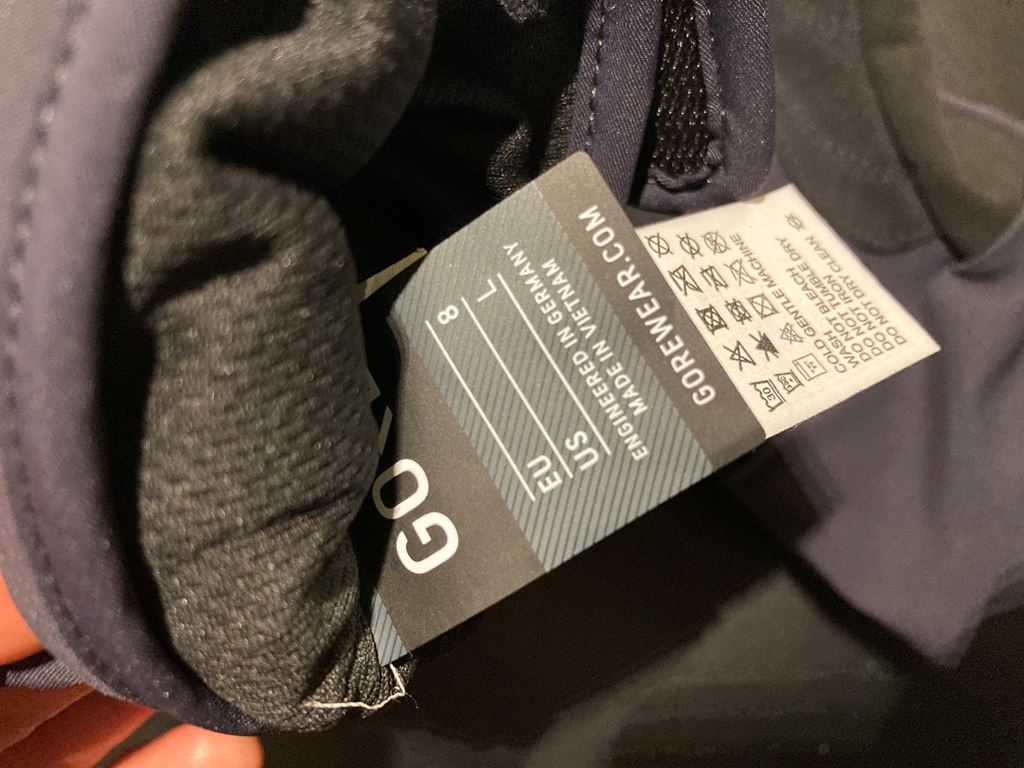 GO
EU 8
US L
ENGINEERED IN GERMANY
MADE IN VIETNAM
GOREWEAR.COM
30
COLD GENTLE MACHINE
WASH
DO NOT BLEACH
DO NOT TUMBLE DRY
DO NOT IRON
DO NOT DRY CLEAN